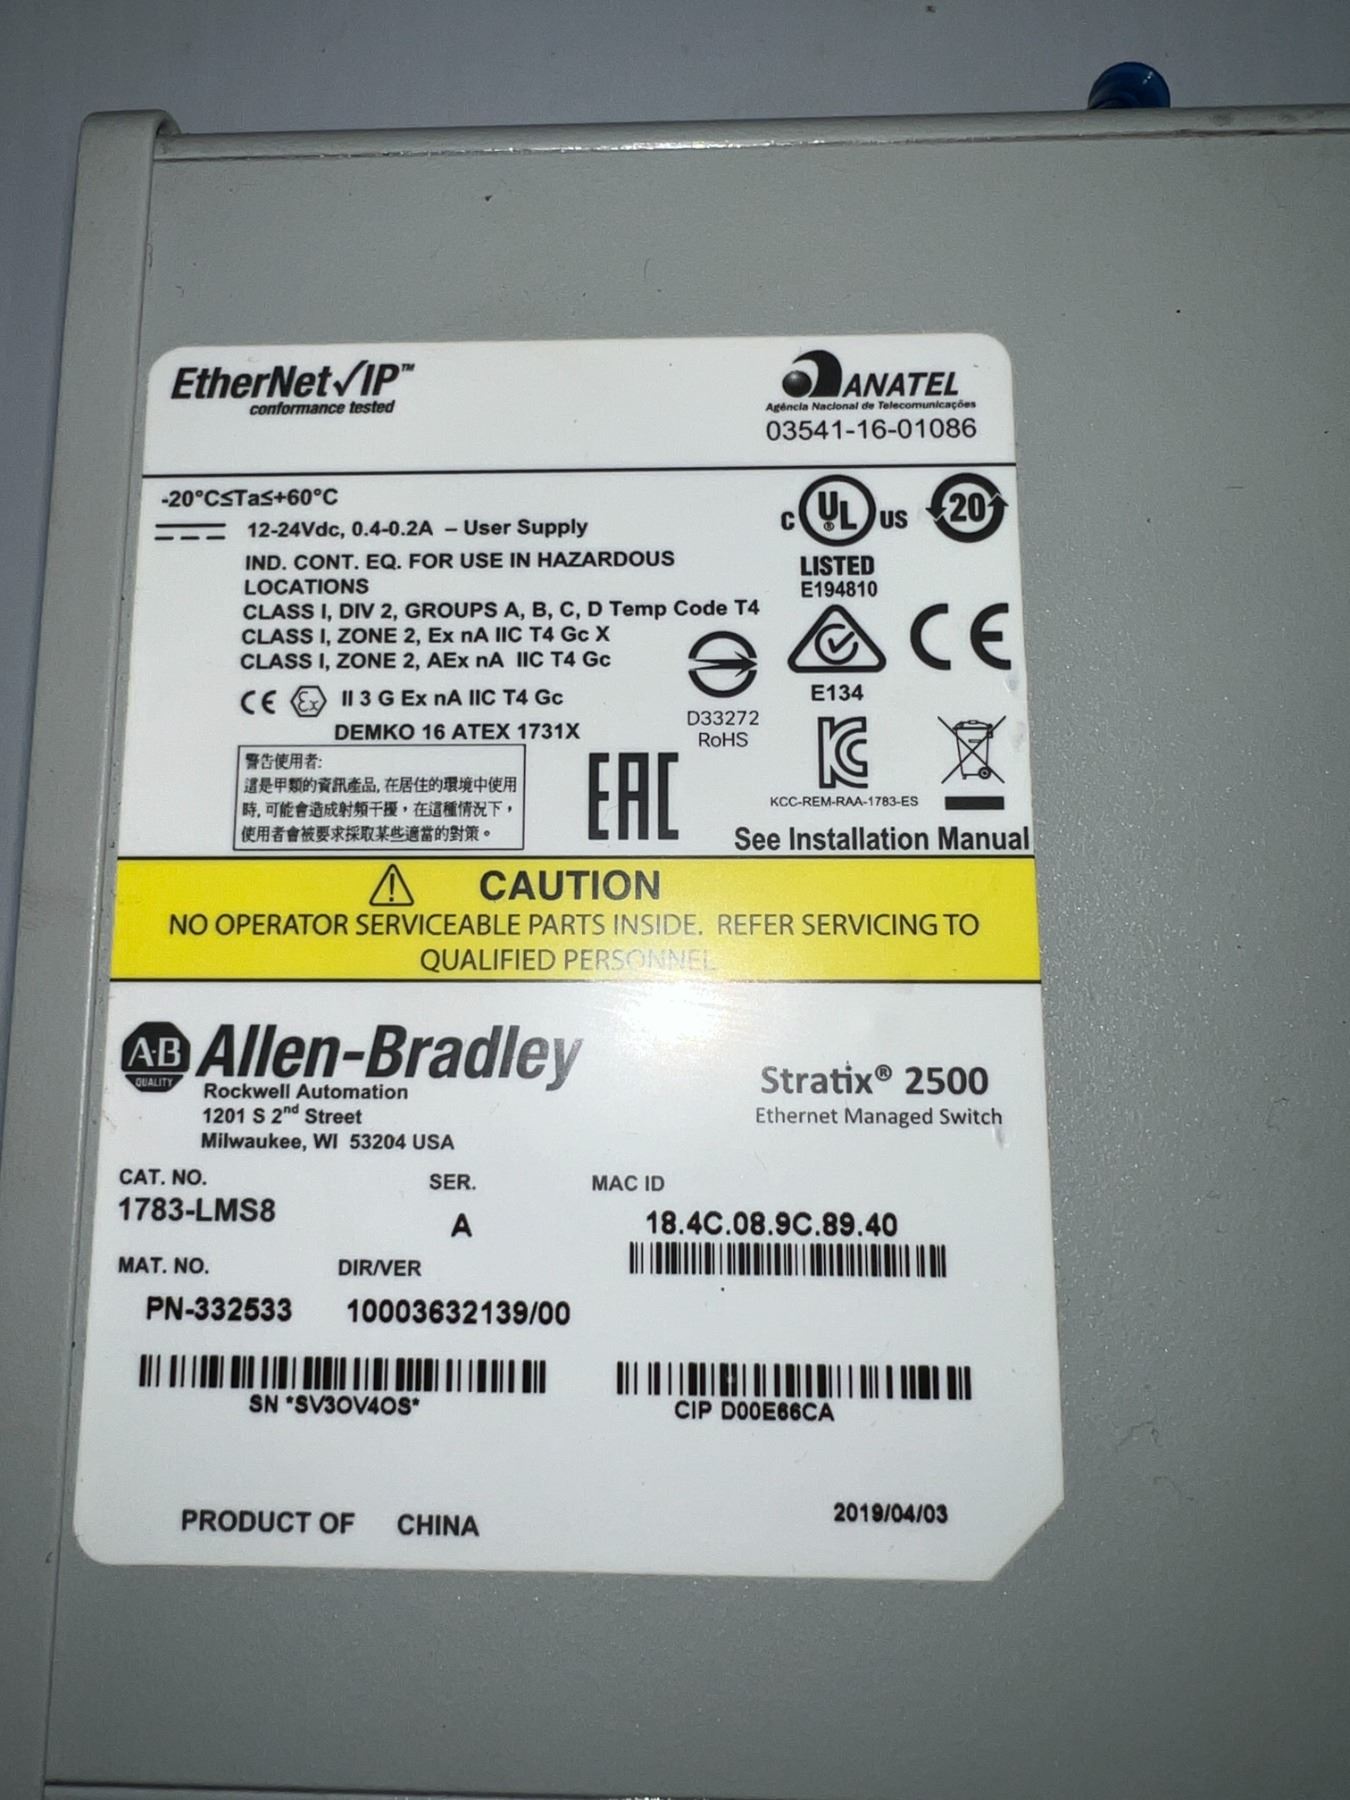 EtherNet/IP™
conformance tested
ANATEL
Agência Nacional de Telecomunicações
03541-16-01086
-20°C≤Ta≤+60°C
12-24Vdc, 0.4-0.2A – User Supply
IND. CONT. EQ. FOR USE IN HAZARDOUS
LOCATIONS
CLASS I, DIV 2, GROUPS A, B, C, D Temp Code T4
CLASS I, ZONE 2, Ex nA IIC T4 Gc X
CLASS I, ZONE 2, AEx nA IIC T4 Gc
CE Ex II 3 G Ex nA IIC T4 Gc
DEMKO 16 ATEX 1731X
C UL® US
LISTED
E194810
20
CE
E134
D33272
RoHS
KC
KCC-REM-RAA-1783-ES
警告使用者:
這是甲類的資訊產品, 在居住的環境中使用
時, 可能會造成射頻干擾，在這種情況下，
使用者會被要求採取某些適當的對策。
EAC
See Installation Manual
CAUTION
NO OPERATOR SERVICEABLE PARTS INSIDE. REFER SERVICING TO
QUALIFIED PERSONNEL
A·B
QUALITY
Allen-Bradley
Rockwell Automation
1201 S 2nd Street
Milwaukee, WI 53204 USA
Stratix® 2500
Ethernet Managed Switch
CAT. NO.
1783-LMS8
SER.
A
MAC ID
18.4C.08.9C.89.40
MAT. NO.
PN-332533
DIR/VER
10003632139/00
SN *SV3OV4OS*
CIP D00E66CA
PRODUCT OF CHINA
2019/04/03